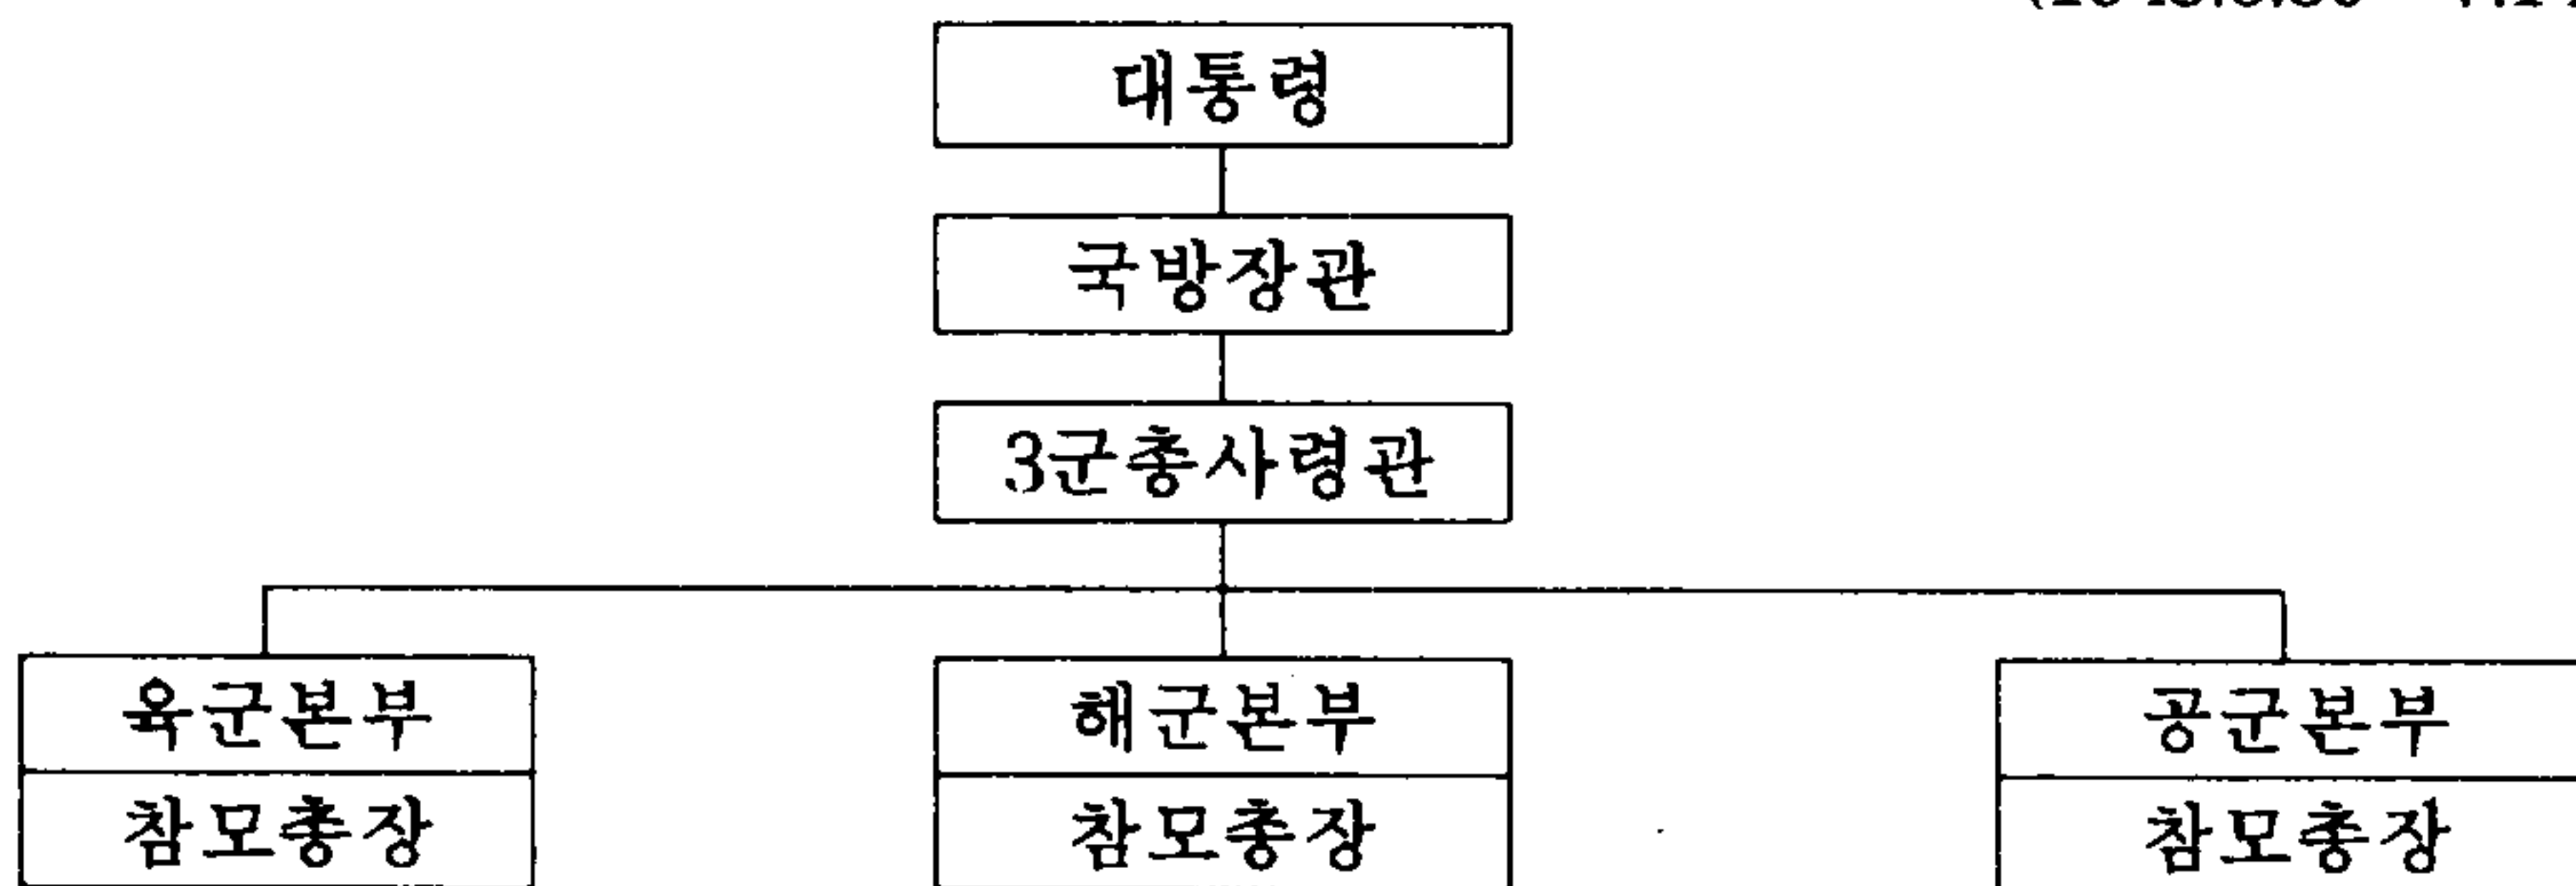 대통령
국방장관
3군총사령관
육군본부 해군본부 공군본부
참모총장 참모총장 참모총장